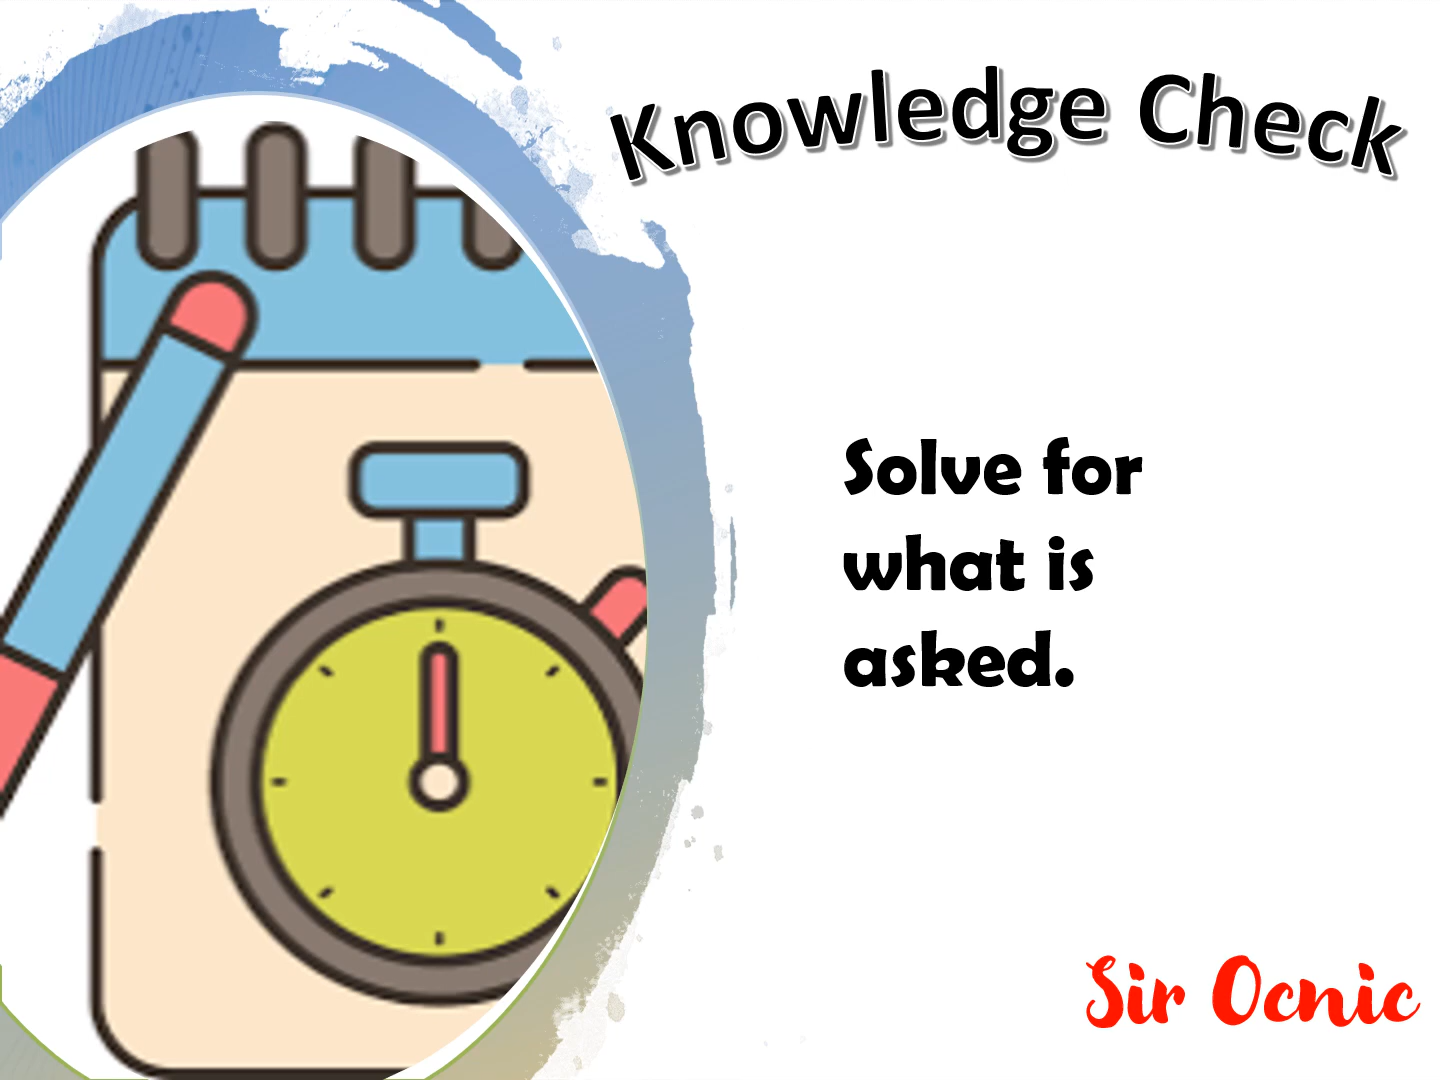 Knowledge Check
Solve for
what is
asked.
Sir Ocnic